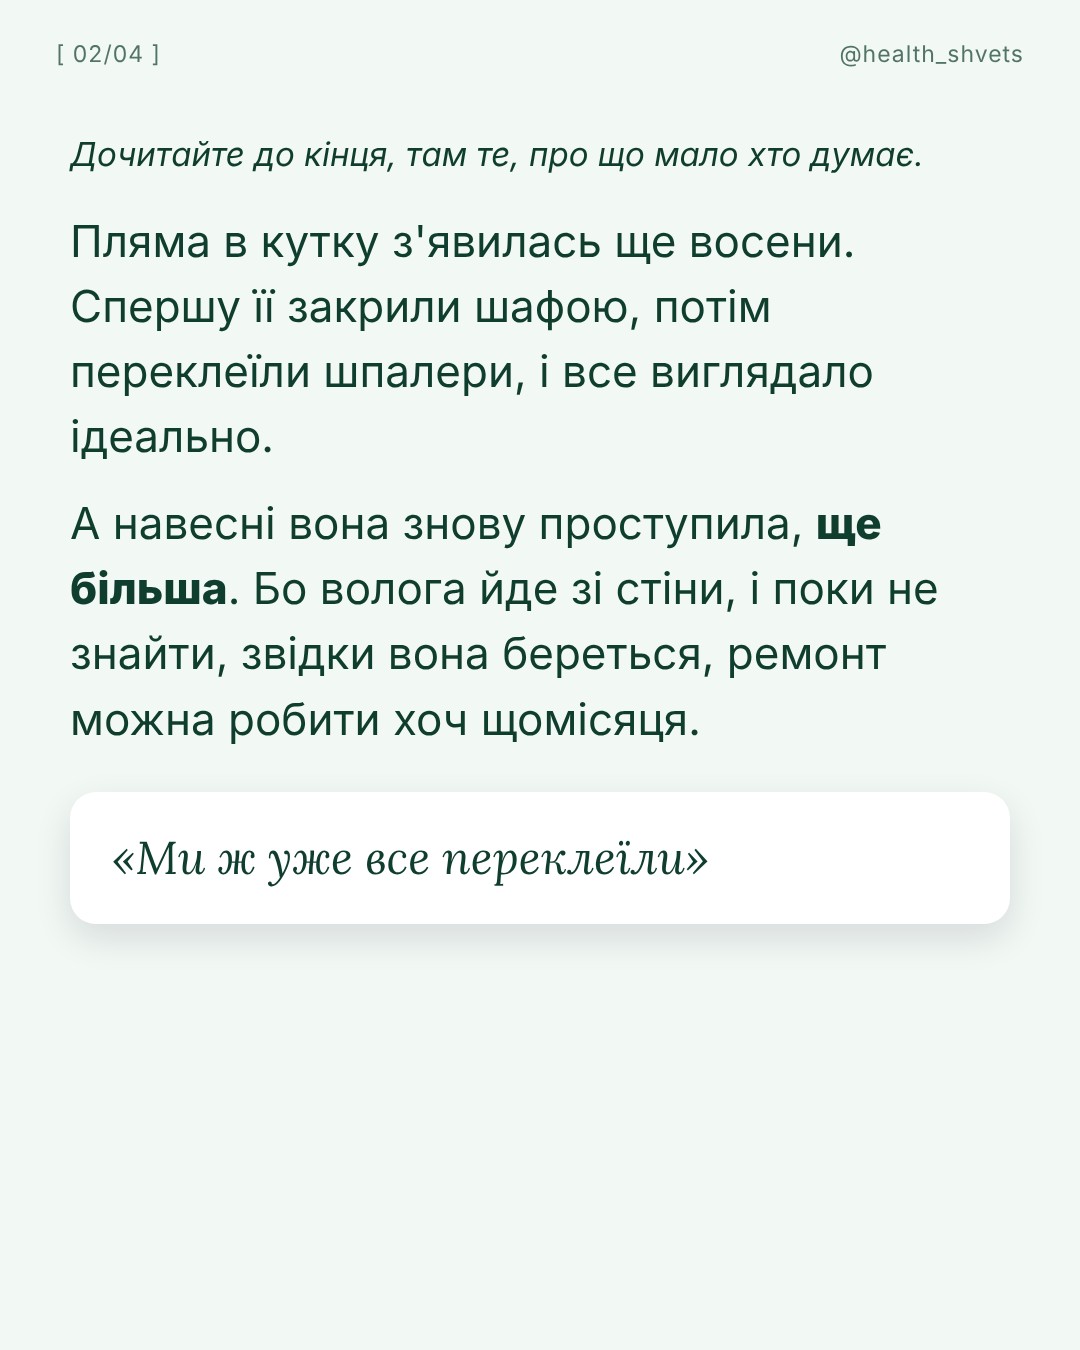 [ 02/04 ]
@health_shvets
Дочитайте до кінця, там те, про що мало хто думає.
Пляма в кутку з'явилась ще восени.
Спершу її закрили шафою, потім
переклеїли шпалери, і все виглядало
ідеально.
А навесні вона знову проступила, ще
більша. Бо волога йде зі стіни, і поки не
знайти, звідки вона береться, ремонт
можна робити хоч щомісяця.
«Ми ж уже все переклеїли»